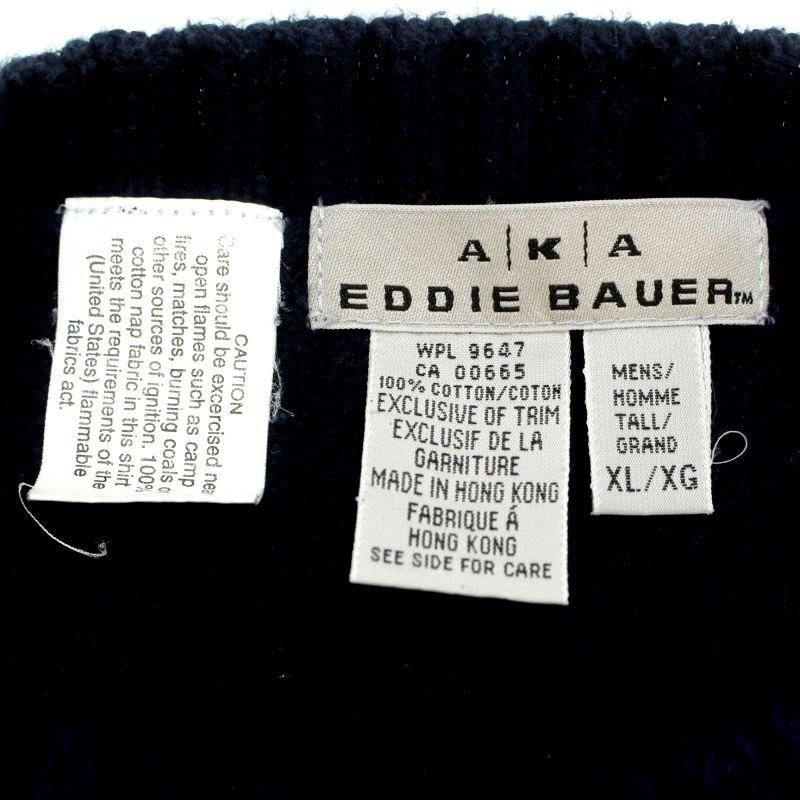 CAUTION
Care should be excercised
open flames such as camp
fires, matches, burning coals
other sources of ignition. 100%
cotton nap fabric in this shirt
meets the requirements of the
(United States) flammable
fabrics act.
A|K|A
EDDIE BAUER™
WPL 9647
CA 00665
100% COTTON/COTON
EXCLUSIVE OF TRIM
EXCLUSIF DE LA
GARNITURE
MADE IN HONG KONG
FABRIQUE Á
HONG KONG
SEE SIDE FOR CARE
MENS/
HOMME
TALL/
GRAND
XL/XG